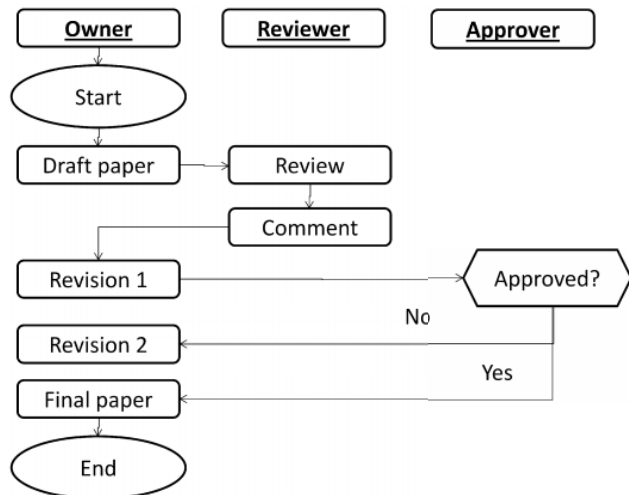 Owner
Reviewer
Approver
Start
Draft paper
Review
Comment
Revision 1
Approved?
No
Revision 2
Yes
Final paper
End